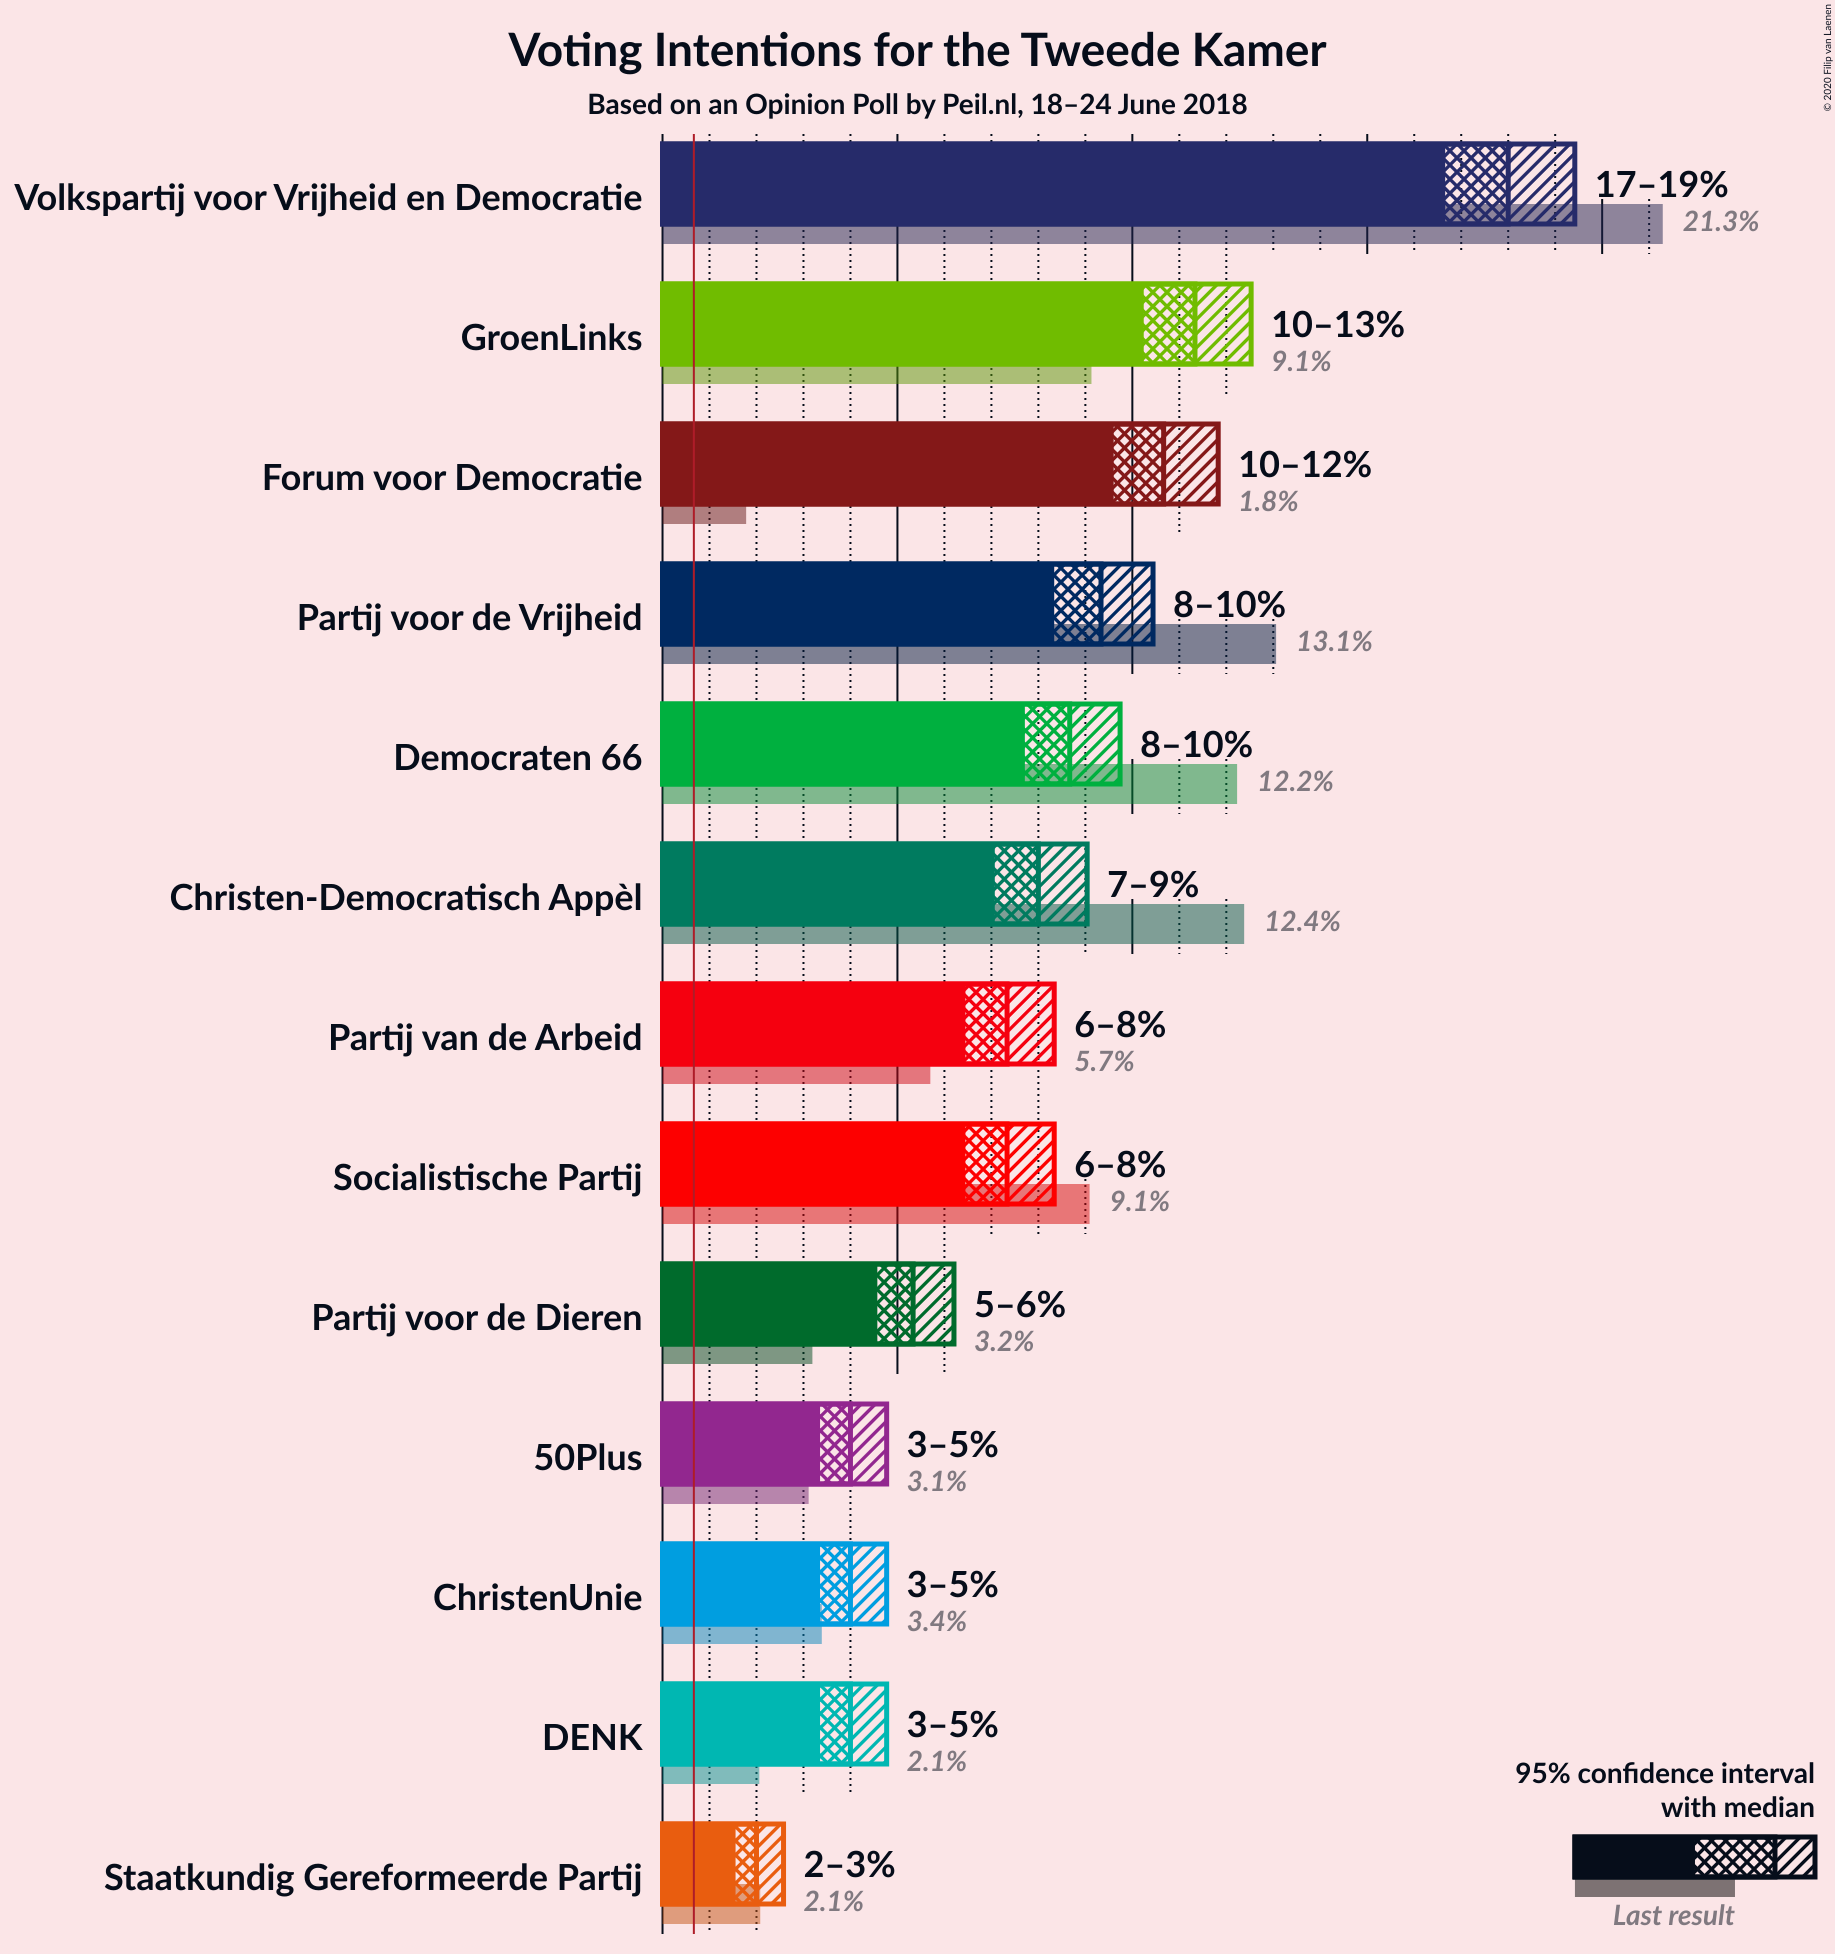 Voting Intentions for the Tweede Kamer
Based on an Opinion Poll by Peil.nl, 18–24 June 2018
© 2020 Filip van Laenen
Volkspartij voor Vrijheid en Democratie
17–19%
21.3%
GroenLinks
10–13%
9.1%
Forum voor Democratie
10–12%
1.8%
Partij voor de Vrijheid
8–10%
13.1%
Democraten 66
8–10%
12.2%
Christen-Democratisch Appèl
7–9%
12.4%
Partij van de Arbeid
6–8%
5.7%
Socialistische Partij
6–8%
9.1%
Partij voor de Dieren
5–6%
3.2%
50Plus
3–5%
3.1%
ChristenUnie
3–5%
3.4%
DENK
3–5%
2.1%
Staatkundig Gereformeerde Partij
2–3%
2.1%
95% confidence interval
with median
Last result